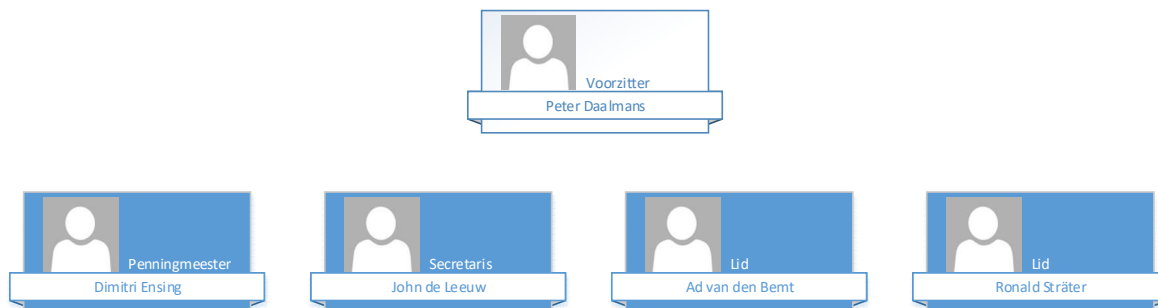 Voorzitter
Peter Daalmans
Penningmeester
Dimitri Ensing
Secretaris
John de Leeuw
Lid
Ad van den Bemt
Lid
Ronald Sträter